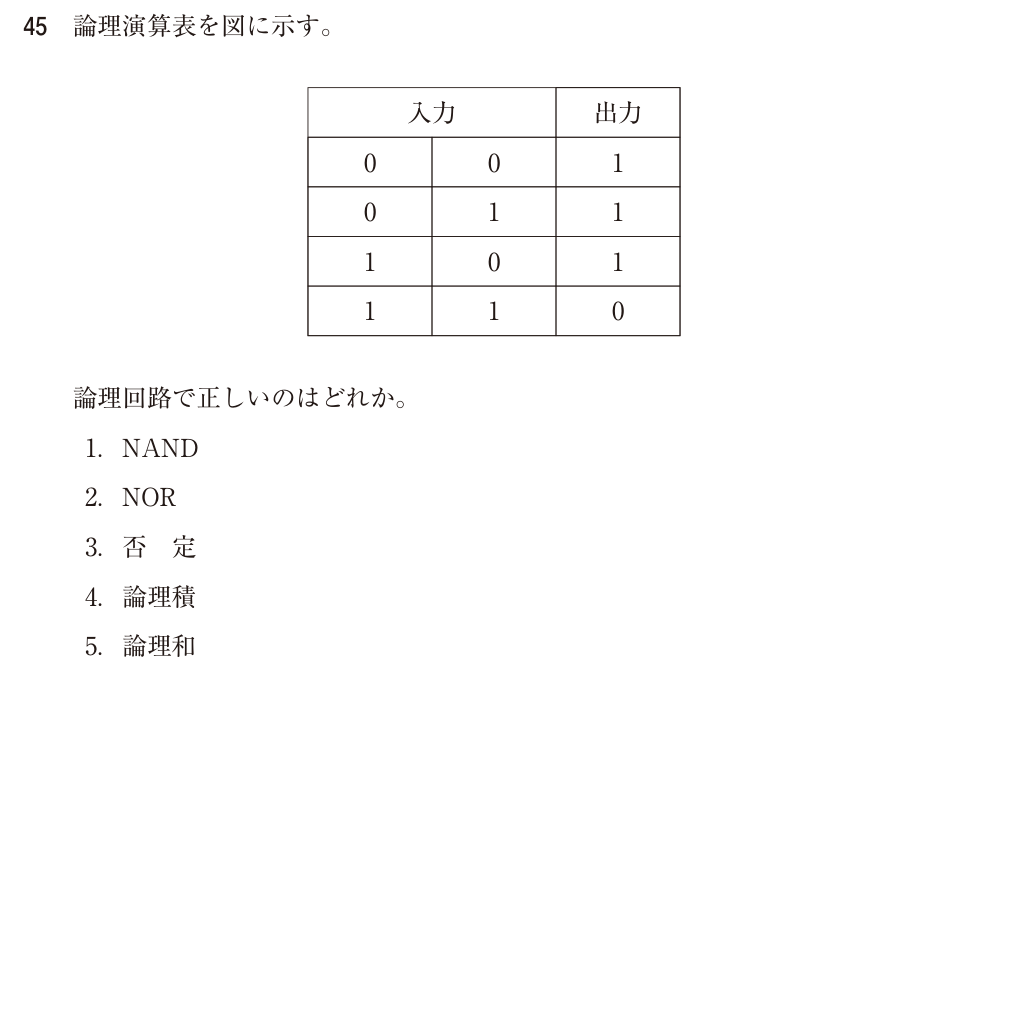 45 論理演算表を図に示す。
入力 出力
0 0 1
0 1 1
1 0 1
1 1 0
論理回路で正しいのはどれか。
1. NAND
2. NOR
3. 否　定
4. 論理積
5. 論理和